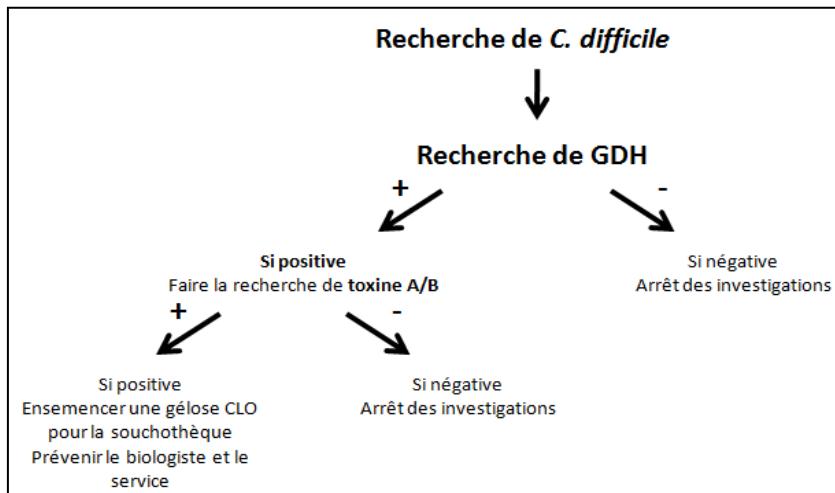 Recherche de C. difficile
Recherche de GDH
+
-
Si positive
Faire la recherche de toxine A/B
Si négative
Arrêt des investigations
+
-
Si positive
Ensemencer une gélose CLO
pour la souchothèque
Prévenir le biologiste et le
service
Si négative
Arrêt des investigations